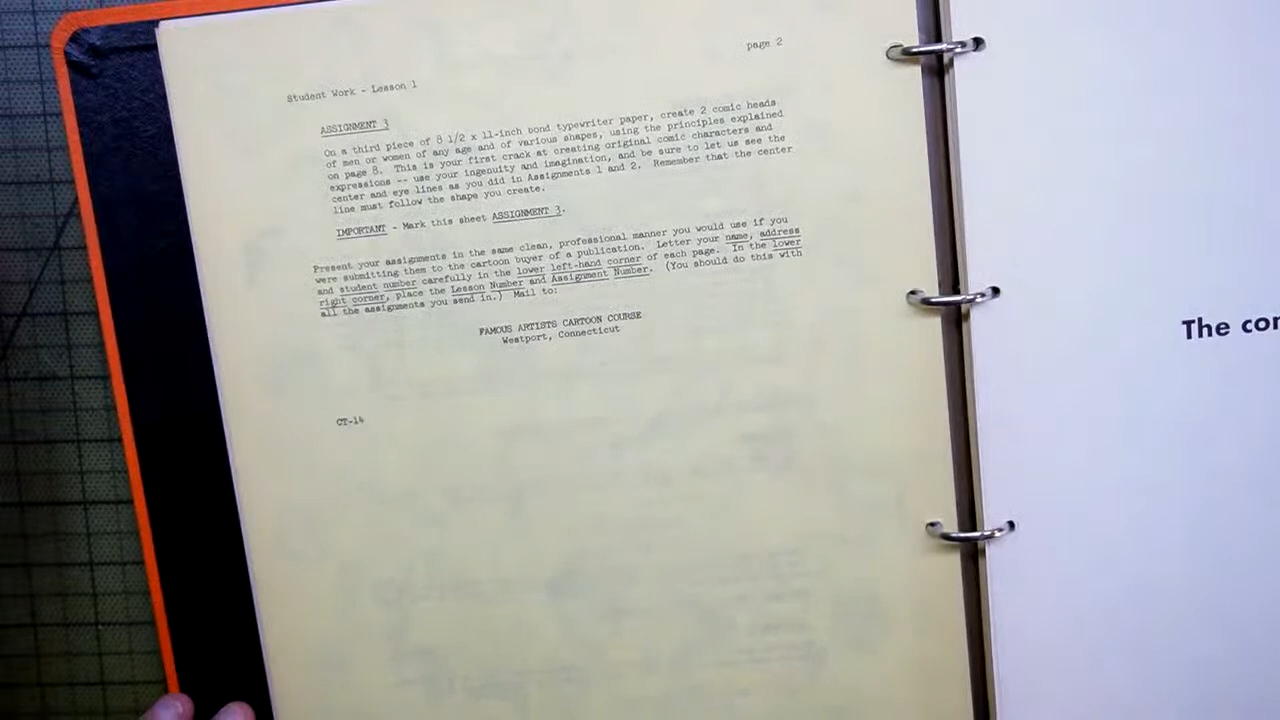 page 2
Student Work - Lesson 1
ASSIGNMENT 3
On a third piece of 8 1/2 x 11-inch bond typewriter paper, create 2 comic heads
of men or women of any age and of various shapes, using the principles explained
on page 8. This is your first crack at creating original comic characters and
expressions -- use your ingenuity and imagination, and be sure to let us see the
center and eye lines as you did in Assignments 1 and 2. Remember that the center
line must follow the shape you create.
IMPORTANT - Mark this sheet ASSIGNMENT 3.
Present your assignments in the same clean, professional manner you would use if you
were submitting them to the cartoon buyer of a publication. Letter your name, address
and student number carefully in the lower left-hand corner of each page. In the lower
right corner, place the Lesson Number and Assignment Number. (You should do this with
all the assignments you send in.) Mail to:
FAMOUS ARTISTS CARTOON COURSE
Westport, Connecticut
CT-14
The con